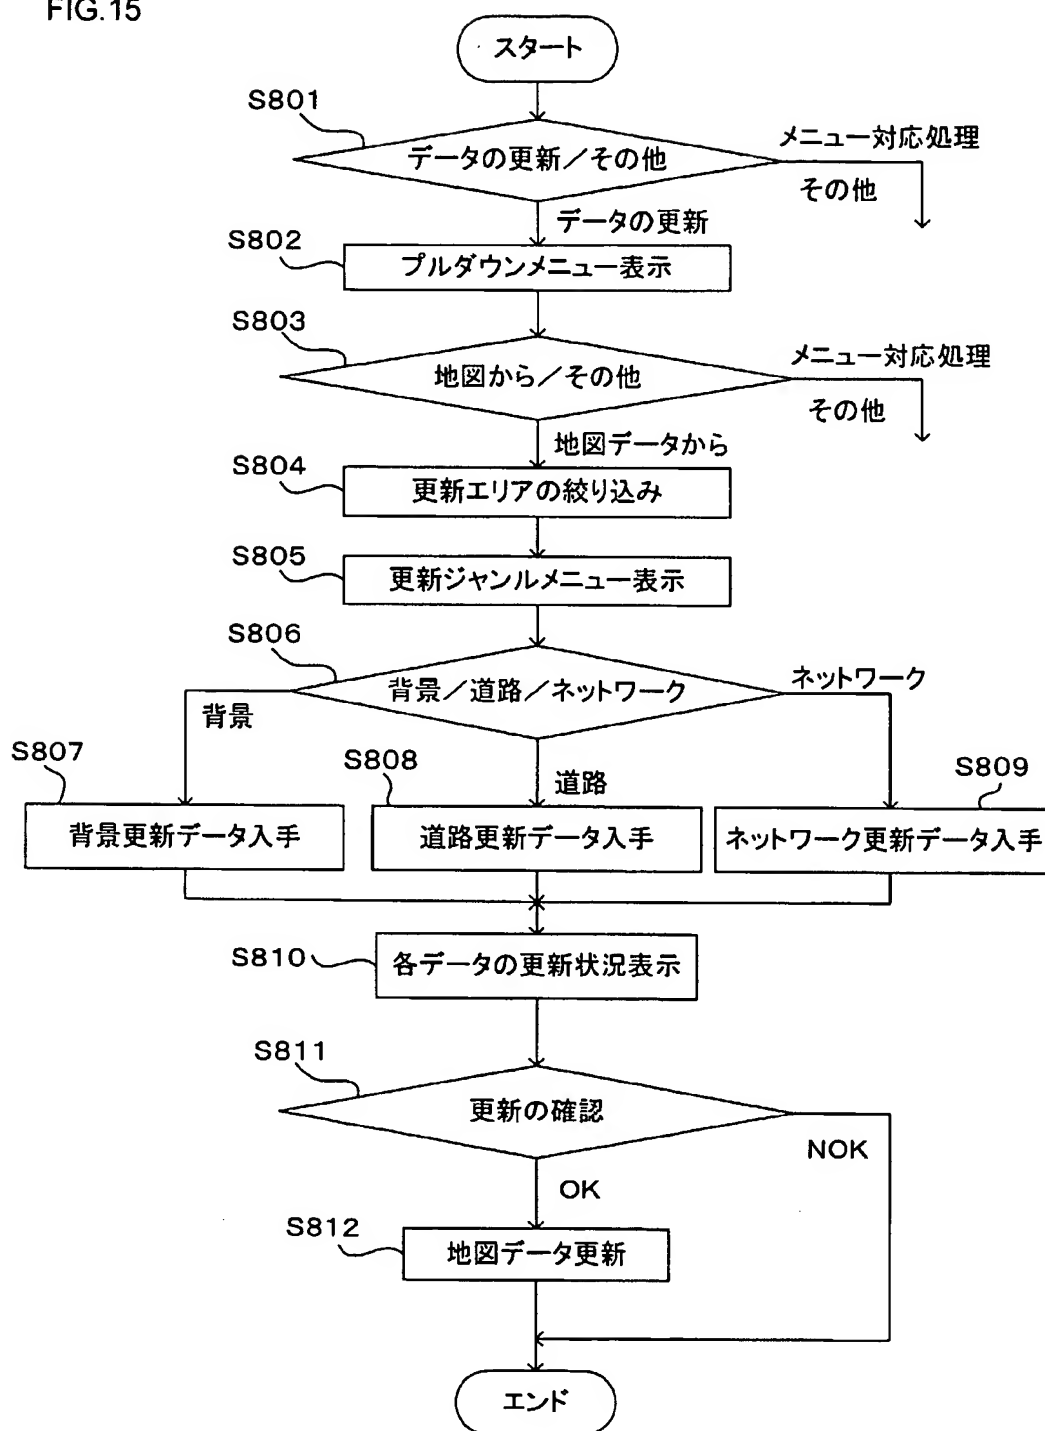 FIG.15
スタート
S801
データの更新／その他
メニュー対応処理
その他
データの更新
S802
プルダウンメニュー表示
S803
地図から／その他
メニュー対応処理
その他
地図データから
S804
更新エリアの絞り込み
S805
更新ジャンルメニュー表示
S806
背景／道路／ネットワーク
ネットワーク
背景
道路
S807
背景更新データ入手
S808
道路更新データ入手
S809
ネットワーク更新データ入手
S810
各データの更新状況表示
S811
更新の確認
NOK
OK
S812
地図データ更新
エンド